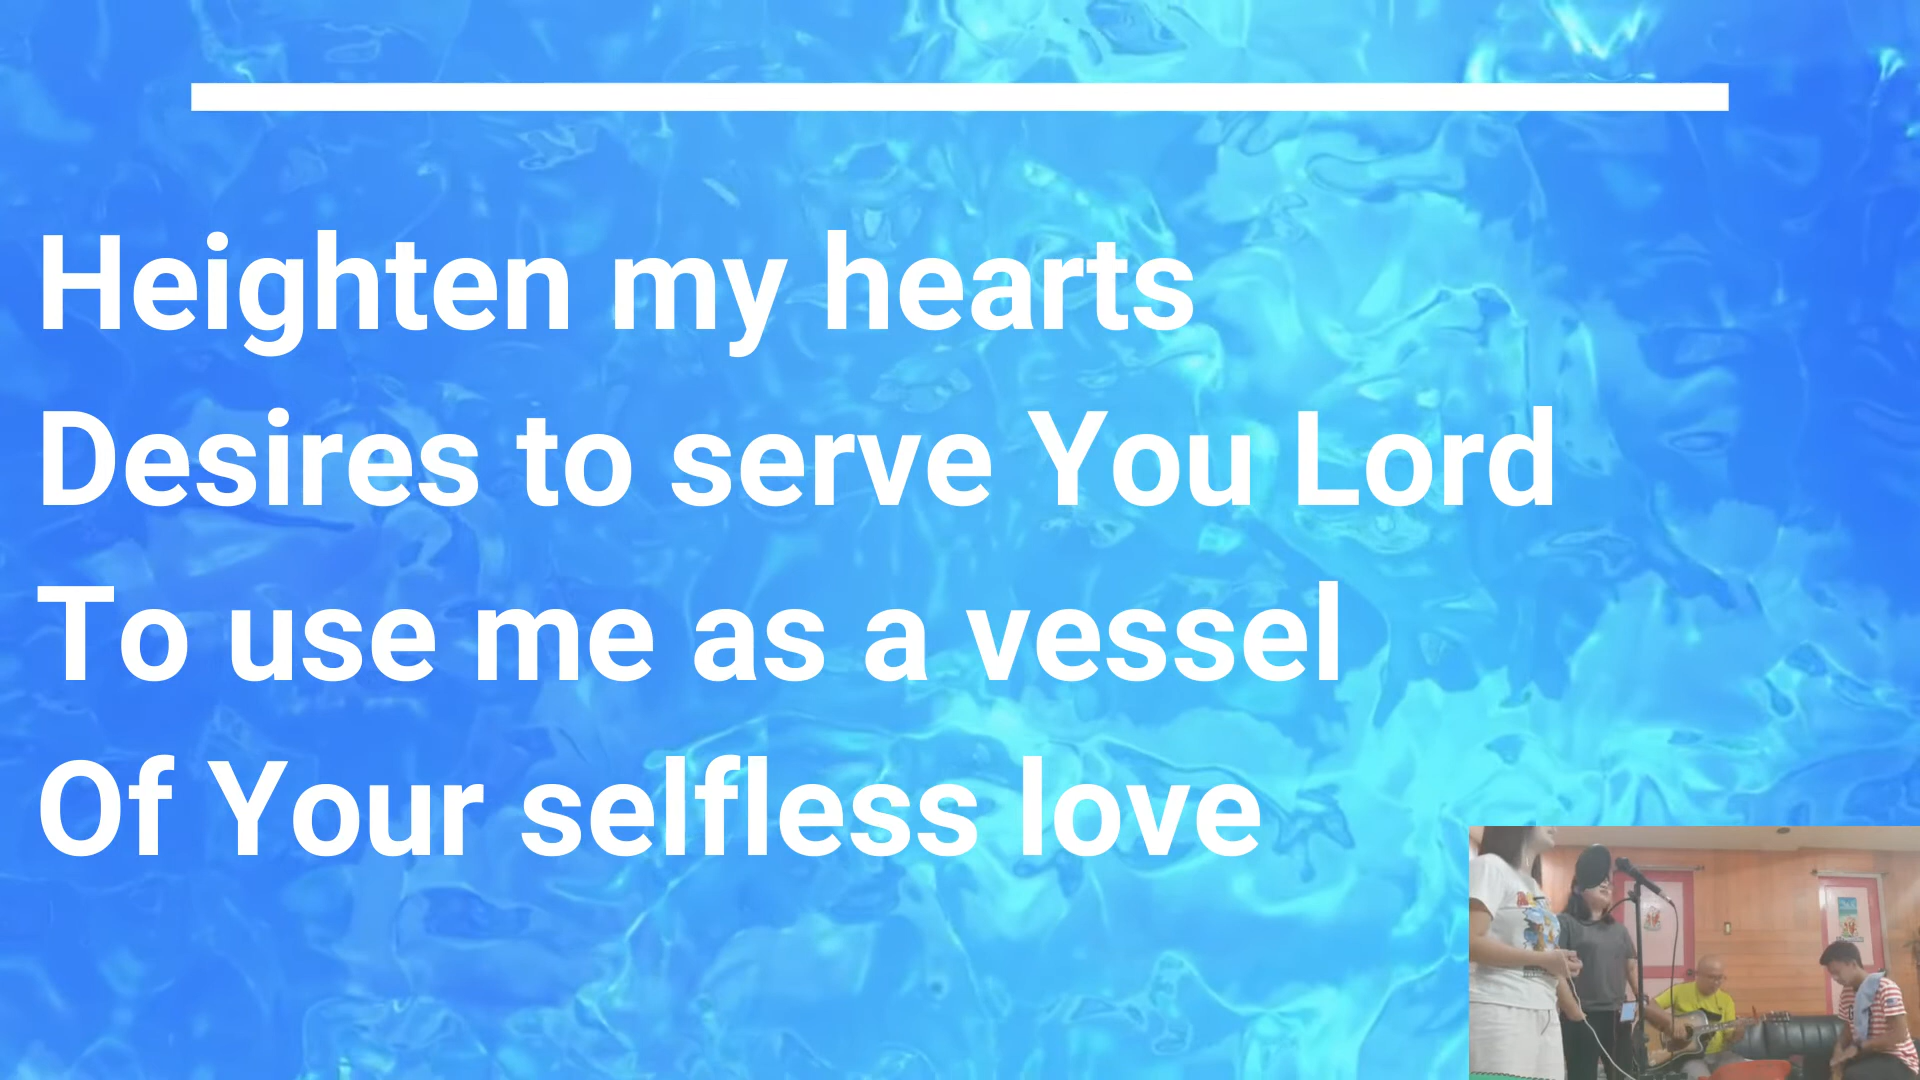 Heighten my hearts
Desires to serve You Lord
To use me as a vessel
Of Your selfless love